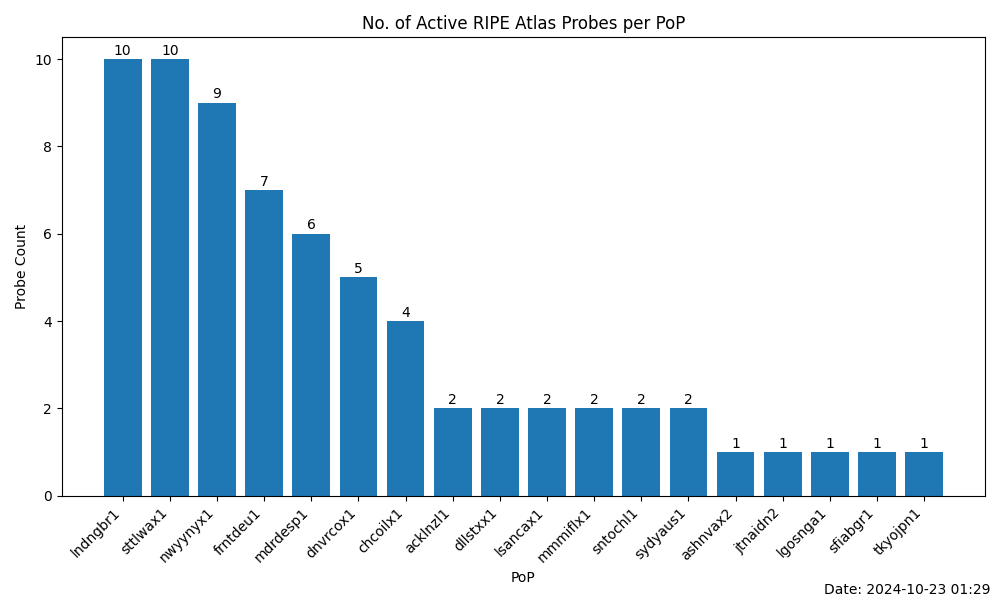 No. of Active RIPE Atlas Probes per PoP
Probe Count
10
8
6
4
2
0
10
10
9
7
6
5
4
2
2
2
2
2
2
1
1
1
1
1
lndngbr1
sttlwax1
nwyynyx1
frntdeu1
mdrdesp1
dnvrcox1
chcoilx1
acklnzl1
dllstxx1
lsancax1
mmmiflx1
sntochl1
sydyaus1
ashnvax2
jtnaidn2
lgosnga1
sfiabgr1
tkyojpn1
PoP
Date: 2024-10-23 01:29